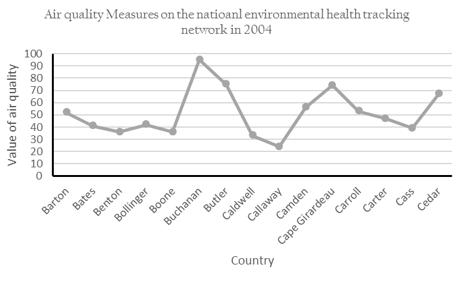 Air quality Measures on the natioanl environmental health tracking
network in 2004
Value of air quality
100
90
80
70
60
50
40
30
20
10
0
Barton
Bates
Benton
Bollinger
Boone
Buchanan
Butler
Caldwell
Callaway
Camden
Cape Girardeau
Carroll
Carter
Cass
Cedar
Country